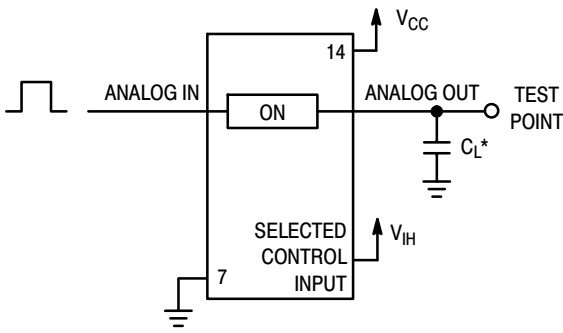 V_CC
14
ANALOG IN
ON
ANALOG OUT
TEST
POINT
C_L*
SELECTED
CONTROL
INPUT
V_IH
7